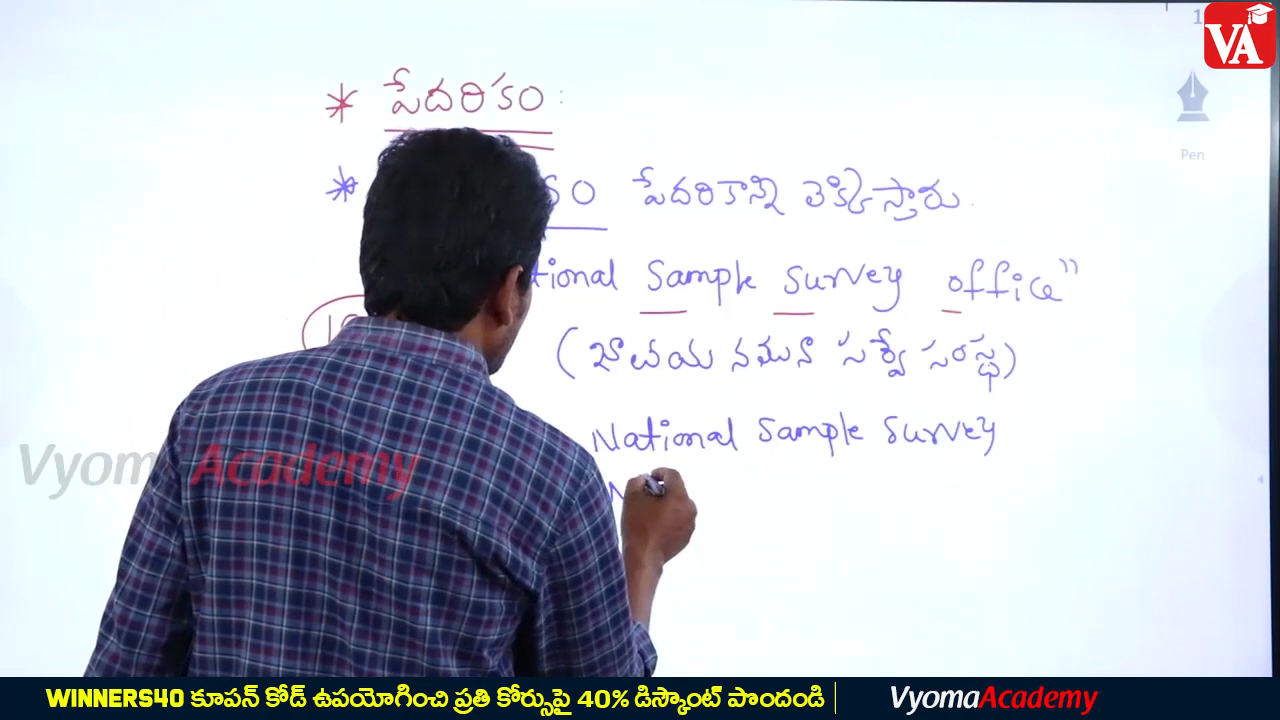 VA
Pen
* పేదరికం :
* పేదరికాన్ని లెక్కిస్తారు.
Sample Survey office"
(జాతీయ నమునా సర్వే సంస్థ)
National Sample Survey
Vyoma Academy
WINNERS40 కూపన్ కోడ్ ఉపయోగించి ప్రతి కోర్సుపై 40% డిస్కౌంట్ పొందండి
VyomaAcademy